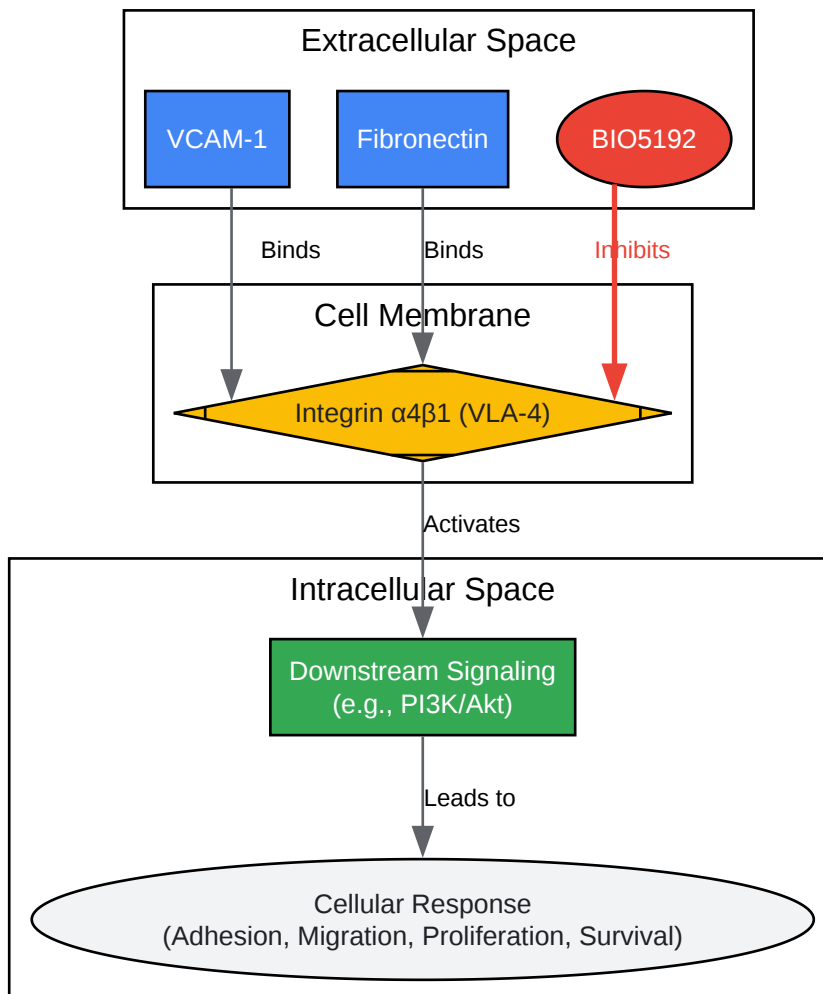 Extracellular Space
VCAM-1
Fibronectin
BIO5192
Binds
Binds
Inhibits
Cell Membrane
Integrin α4β1 (VLA-4)
Activates
Intracellular Space
Downstream Signaling
(e.g., PI3K/Akt)
Leads to
Cellular Response
(Adhesion, Migration, Proliferation, Survival)